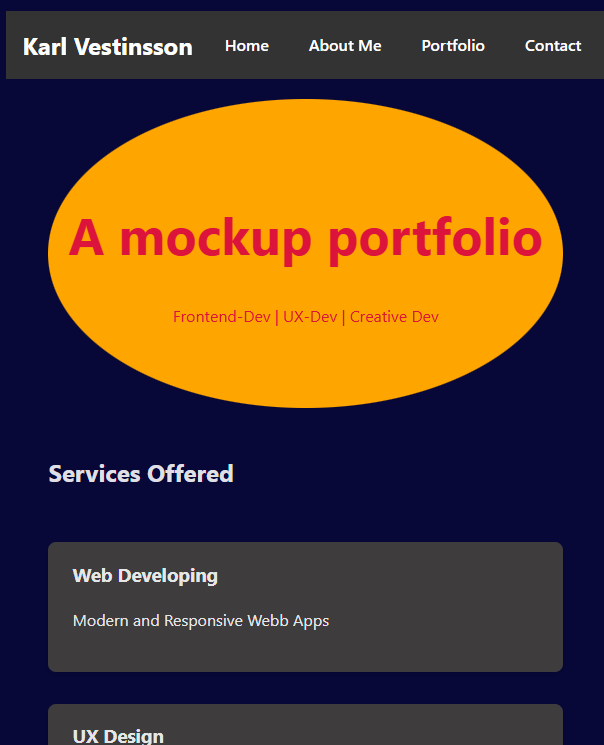 Karl Vestinsson Home About Me Portfolio Contact
A mockup portfolio
Frontend-Dev | UX-Dev | Creative Dev
Services Offered
Web Developing
Modern and Responsive Webb Apps
UX Design